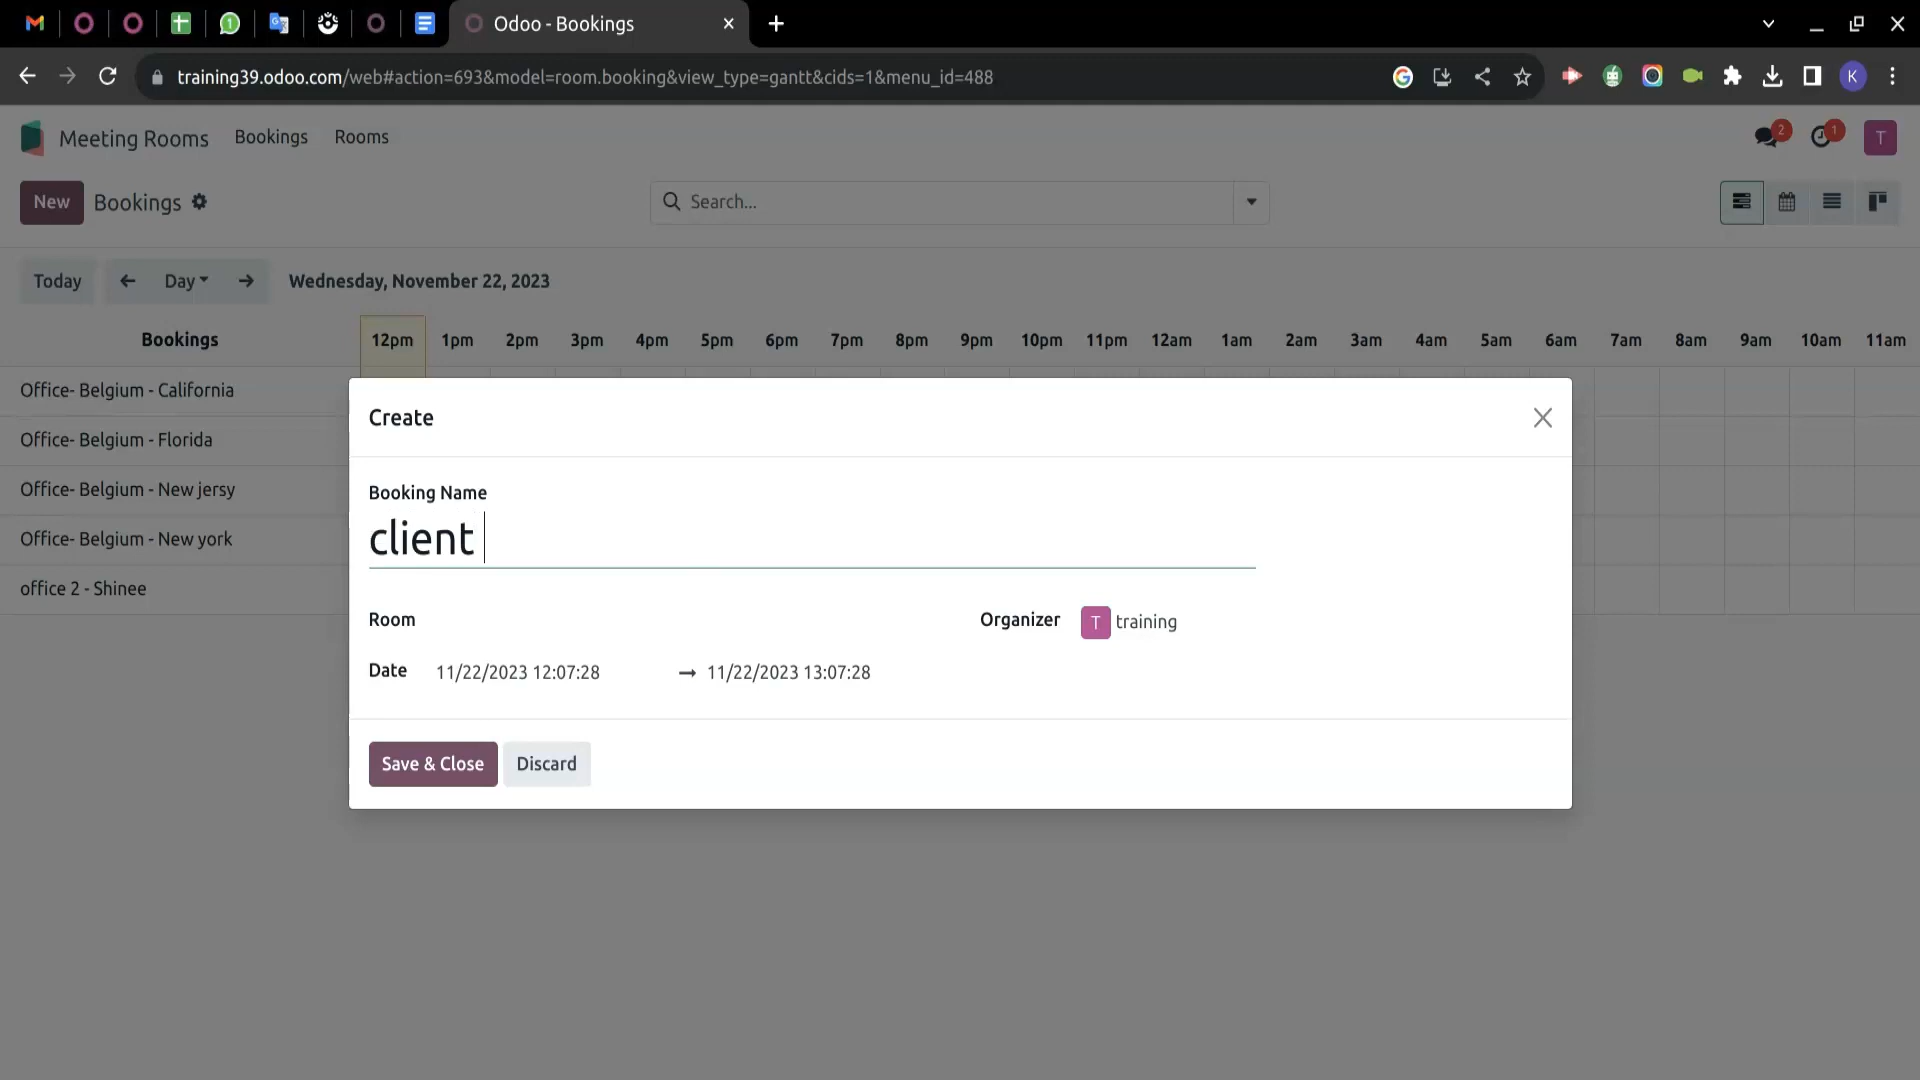 Odoo - Bookings
training39.odoo.com/web#action=693&model=room.booking&view_type=gantt&cids=1&menu_id=488
K
Meeting Rooms Bookings Rooms 2 1 T
New Bookings Search...
Today Day Wednesday, November 22, 2023
Bookings 12pm 1pm 2pm 3pm 4pm 5pm 6pm 7pm 8pm 9pm 10pm 11pm 12am 1am 2am 3am 4am 5am 6am 7am 8am 9am 10am 11am
Office- Belgium - California
Office- Belgium - Florida
Office- Belgium - New jersy
Office- Belgium - New york
office 2 - Shinee
Create
Booking Name
client
Room Organizer T training
Date 11/22/2023 12:07:28 → 11/22/2023 13:07:28
Save & Close Discard